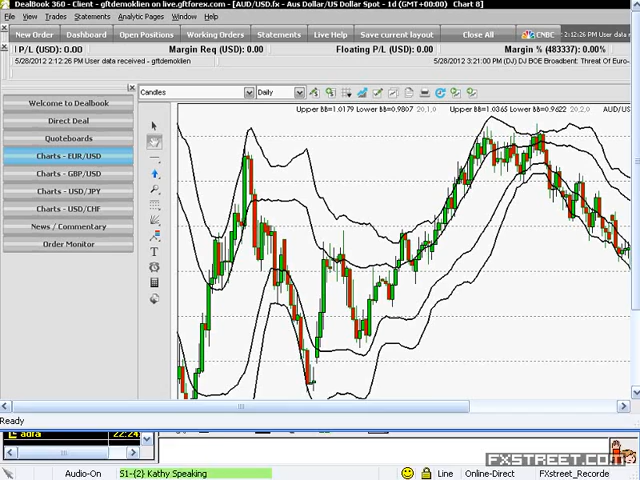 DealBook 360 - Client - gftdemoklien on live.gftforex.com - [AUD/USD.fx - Aus Dollar/US Dollar Spot - 1d (GMT+00:00) Chart 8]
File View Trades Statements Analytic Pages Window Help
New Order Dashboard Open Positions Working Orders Statements Live Help Save current layout Close All CNBC
P/L (USD): 0.00 Margin Req (USD): 0.00 Floating P/L (USD): 0.00 Margin % (483337): 0.00%
5/28/2012 2:12:26 PM User data received - gftdemoklien 5/28/2012 3:21:00 PM (DJ) DJ BOE Broadbent: Threat Of Euro-
Candles Daily
Upper BB=1.0179 Lower BB=0.9807 20,1,0 Upper BB=1.0365 Lower BB=0.9622 20,2,0 AUD/US
Welcome to Dealbook
Direct Deal
Quoteboards
Charts - EUR/USD
Charts - GBP/USD
Charts - USD/JPY
Charts - USD/CHF
News / Commentary
Order Monitor
Ready
adra 22:24
FXSTREET.COM
Audio-On S1-(2) Kathy Speaking Line Online-Direct FXstreet_Recorde